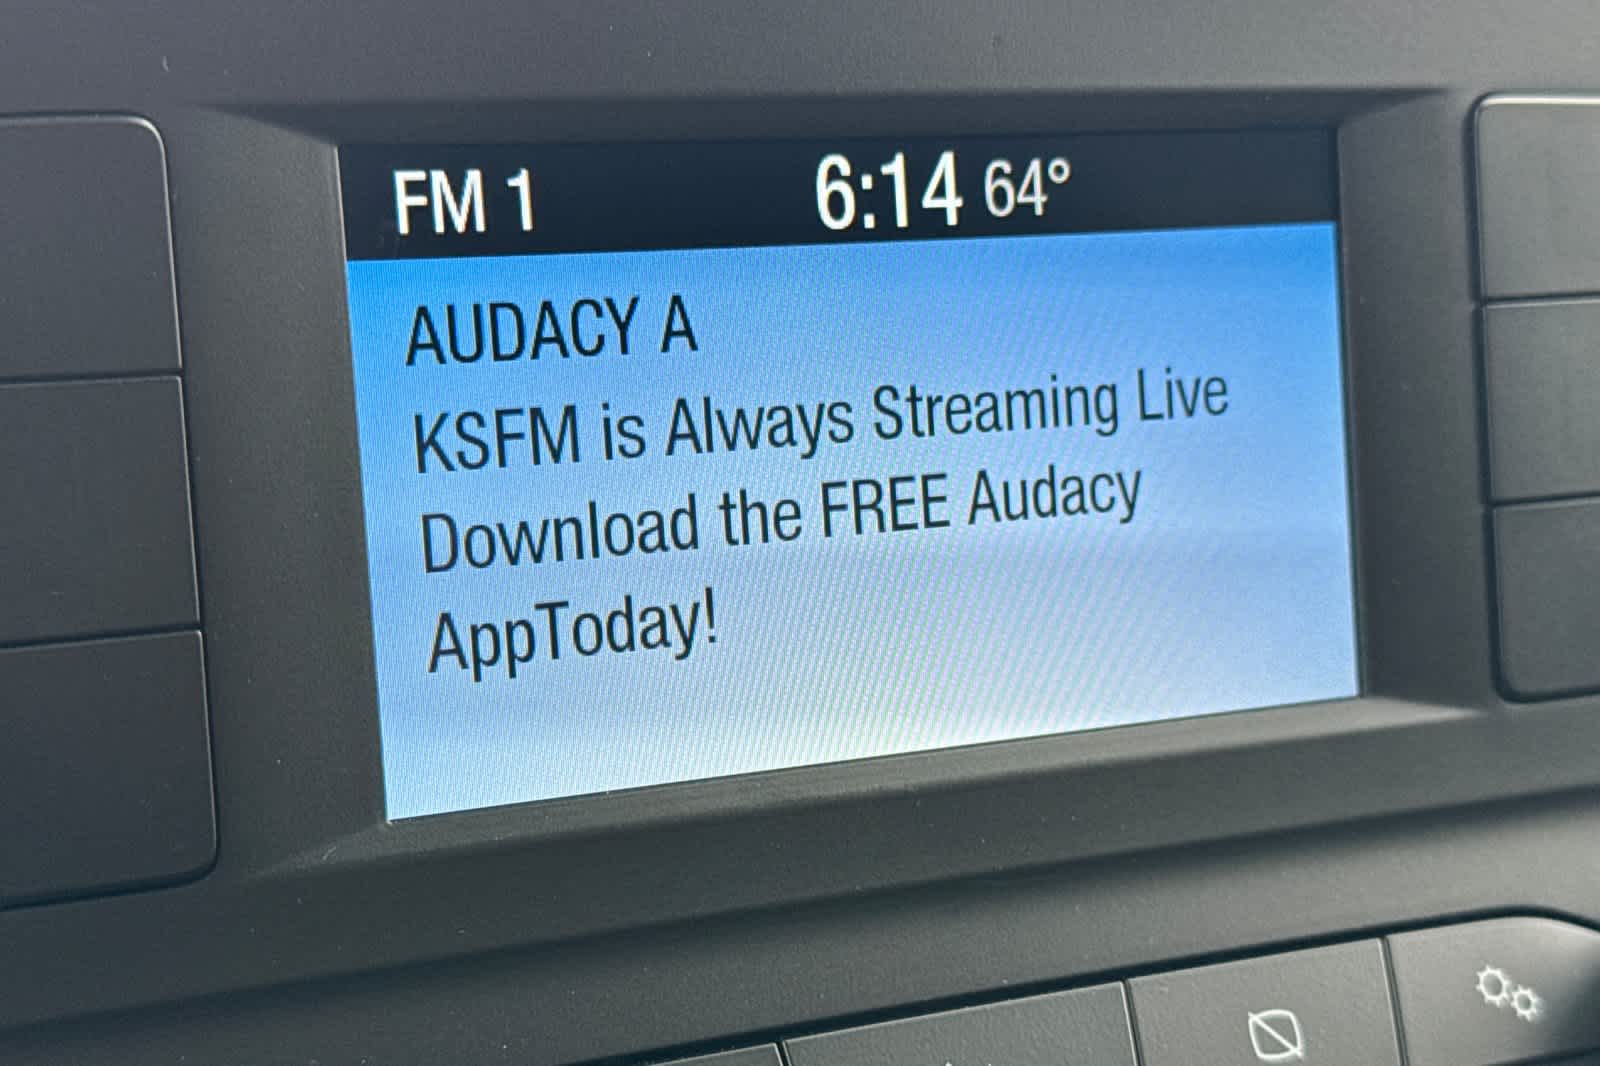 FM 1 6:14 64°
AUDACY A
KSFM is Always Streaming Live
Download the FREE Audacy
AppToday!